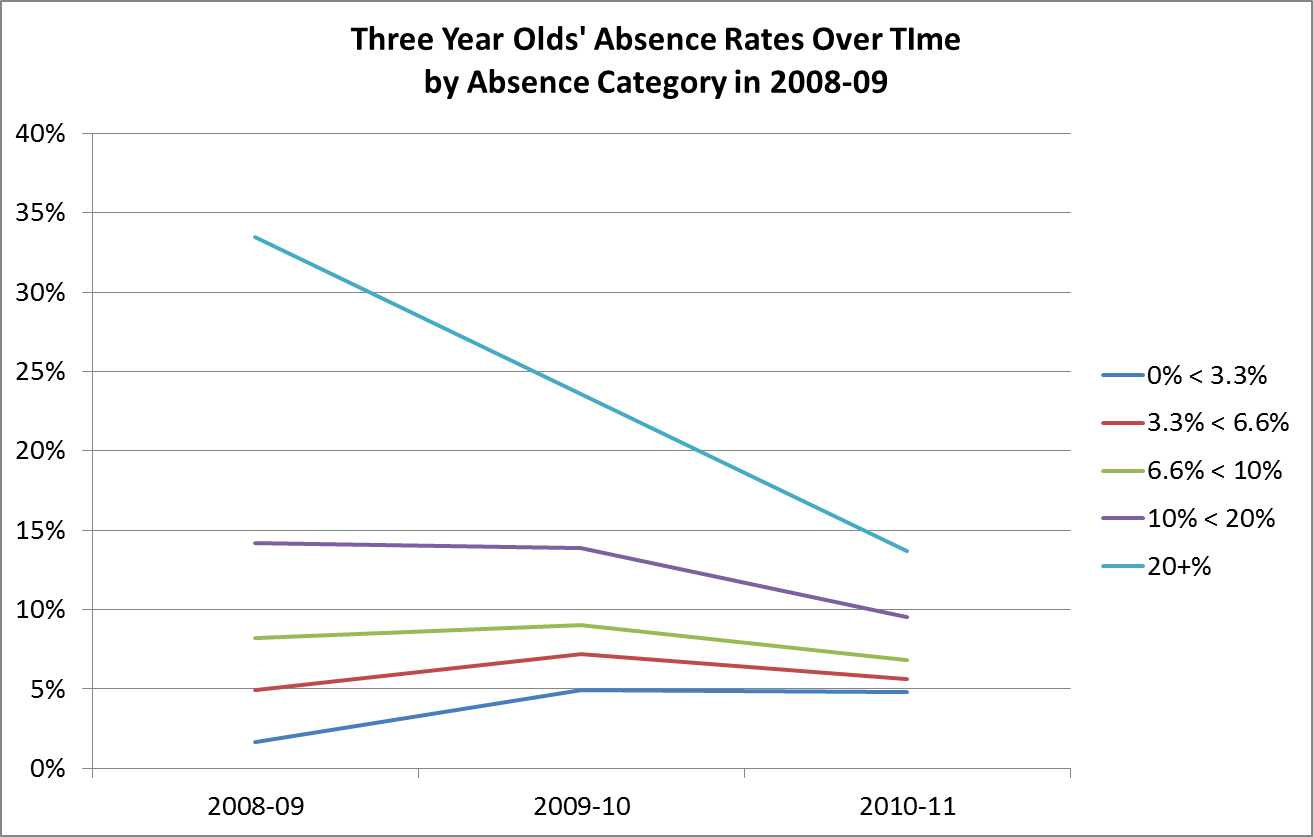 Three Year Olds' Absence Rates Over TIme
by Absence Category in 2008-09
40%
35%
30%
25%
20%
15%
10%
5%
0%
2008-09
2009-10
2010-11
0% < 3.3%
3.3% < 6.6%
6.6% < 10%
10% < 20%
20+%